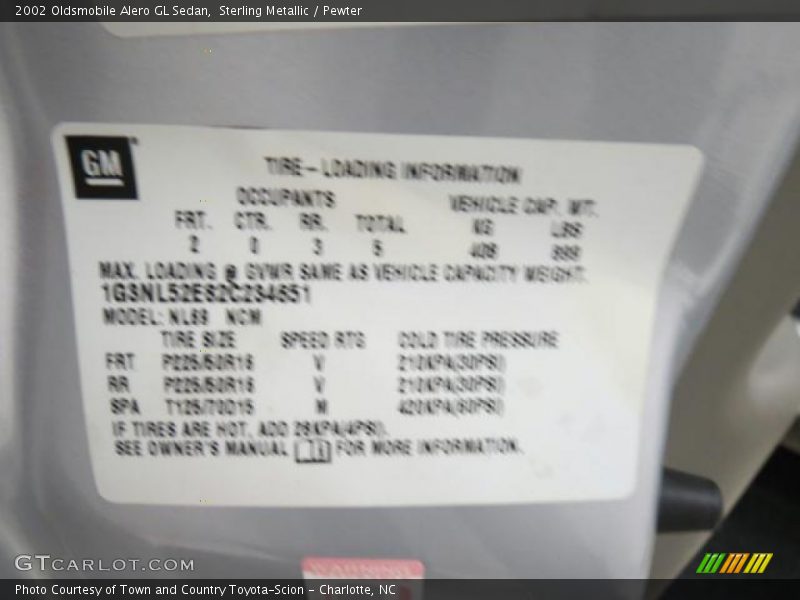 2002 Oldsmobile Alero GL Sedan, Sterling Metallic / Pewter
GM
TIRE-LOADING INFORMATION
OCCUPANTS VEHICLE CAP. WT.
FRT. CTR. RR. TOTAL KG LBS
2 0 3 5 408 899
MAX. LOADING @ GVWR SAME AS VEHICLE CAPACITY WEIGHT.
1G3NL52E82C234651
MODEL: NL69 NCM
TIRE SIZE SPEED RTG COLD TIRE PRESSURE
FRT P225/50R16 V 210KPA(30PSI)
RR P225/50R16 V 210KPA(30PSI)
SPA T125/70D15 M 420KPA(60PSI)
IF TIRES ARE HOT, ADD 28KPA(4PSI).
SEE OWNER'S MANUAL FOR MORE INFORMATION.
WARNING
GTCARLOT.COM
Photo Courtesy of Town and Country Toyota-Scion - Charlotte, NC